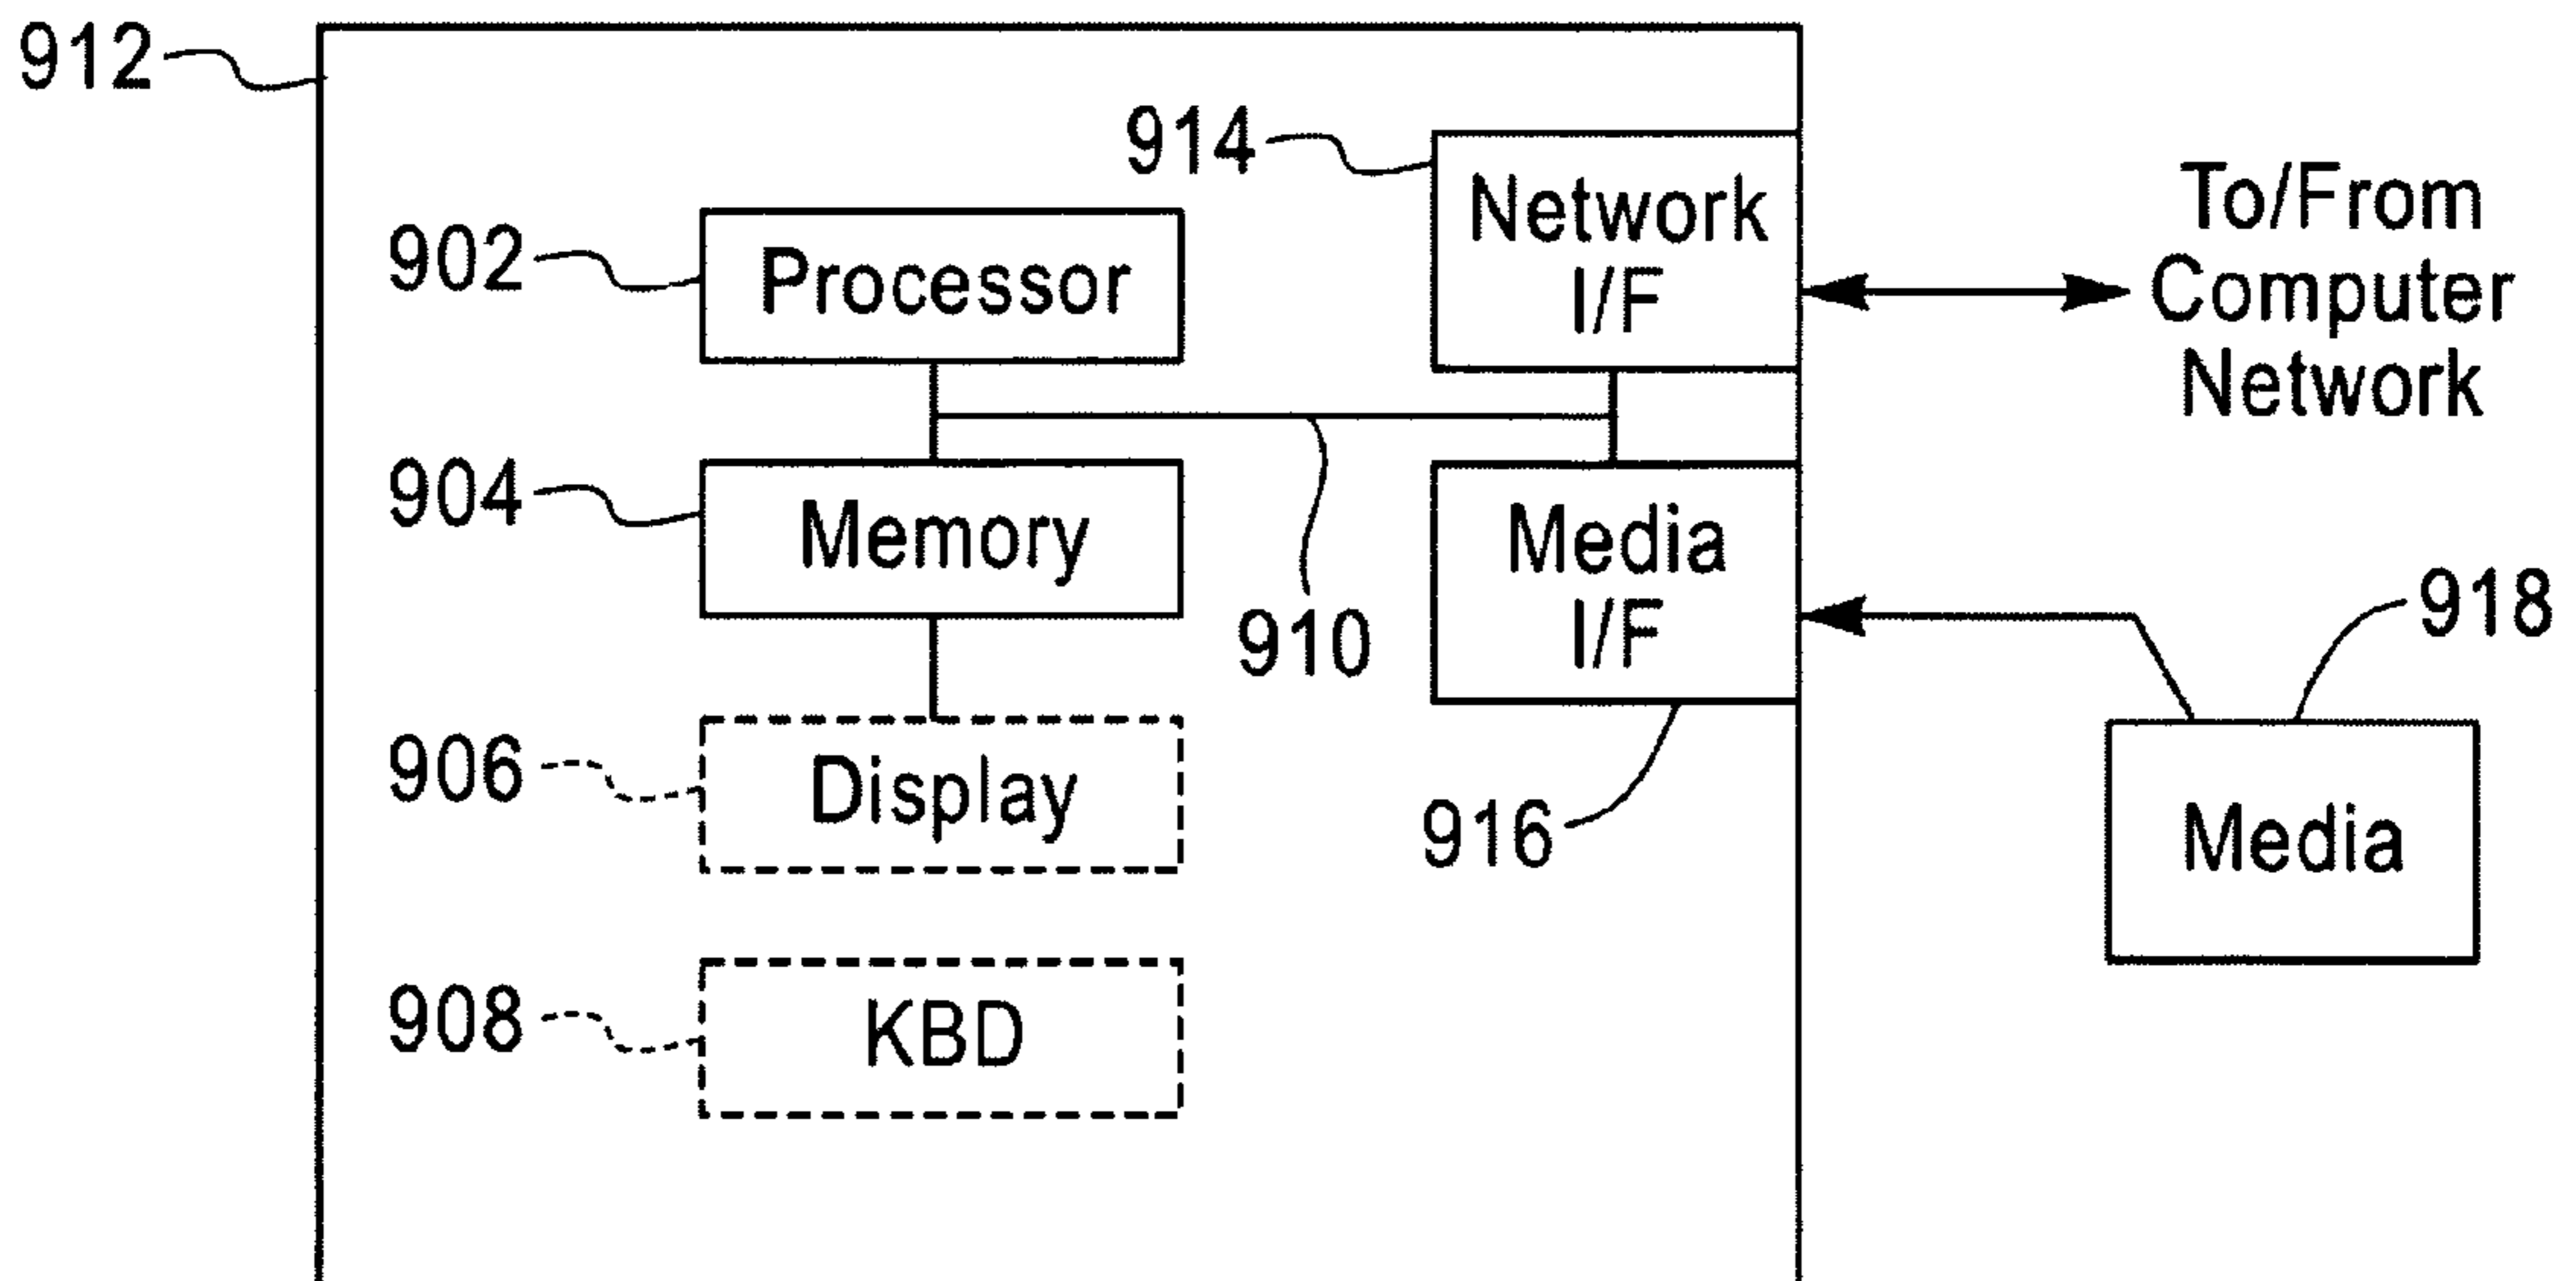 912
914
Network
I/F
To/From
Computer
Network
902
Processor
904
Memory
910
Media
I/F
918
906
Display
916
Media
908
KBD